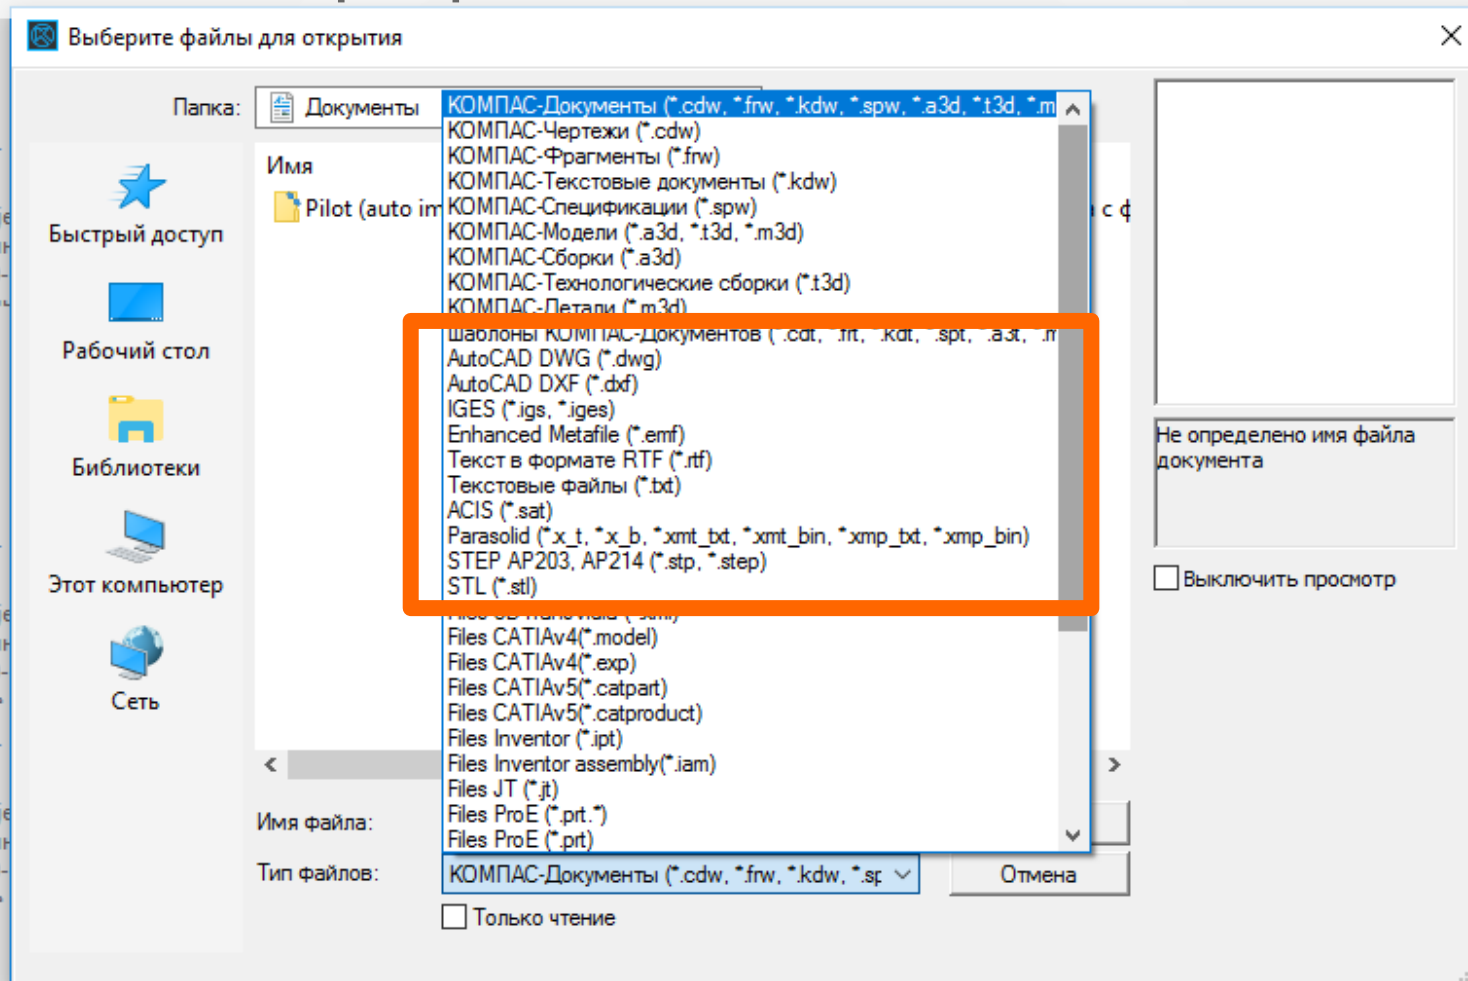 Выберите файлы для открытия
Папка:
Документы
Имя
Pilot (auto im
с ф
Быстрый доступ
Рабочий стол
Библиотеки
Этот компьютер
Сеть
КОМПАС-Документы (*.cdw, *.frw, *.kdw, *.spw, *.a3d, *.t3d, *.m
КОМПАС-Чертежи (*.cdw)
КОМПАС-Фрагменты (*.frw)
КОМПАС-Текстовые документы (*.kdw)
КОМПАС-Спецификации (*.spw)
КОМПАС-Модели (*.a3d, *.t3d, *.m3d)
КОМПАС-Сборки (*.a3d)
КОМПАС-Технологические сборки (*.t3d)
КОМПАС-Детали (*.m3d)
Шаблоны КОМПАС-Документов (*.cdt, *.frt, *.kdt, *.spt, *.a3t, *.m
AutoCAD DWG (*.dwg)
AutoCAD DXF (*.dxf)
IGES (*.igs, *.iges)
Enhanced Metafile (*.emf)
Текст в формате RTF (*.rtf)
Текстовые файлы (*.txt)
ACIS (*.sat)
Parasolid (*.x_t, *.x_b, *.xmt_txt, *.xmt_bin, *.xmp_txt, *.xmp_bin)
STEP AP203, AP214 (*.stp, *.step)
STL (*.stl)
Files CATIAv4(*.model)
Files CATIAv4(*.exp)
Files CATIAv5(*.catpart)
Files CATIAv5(*.catproduct)
Files Inventor (*.ipt)
Files Inventor assembly(*.iam)
Files JT (*.jt)
Files ProE (*.prt.*)
Files ProE (*.prt)
Не определено имя файла
документа
Выключить просмотр
Имя файла:
Тип файлов:
КОМПАС-Документы (*.cdw, *.frw, *.kdw, *.sp
Отмена
Только чтение